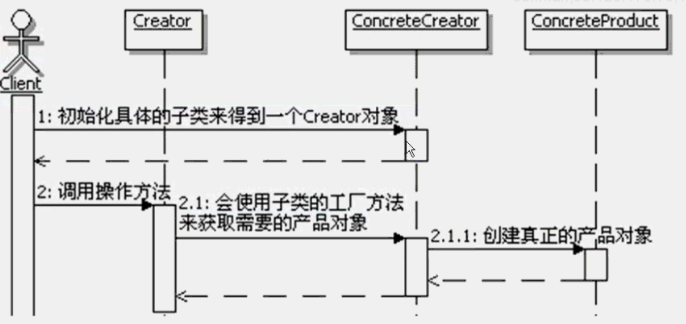 Creator
ConcreteCreator
ConcreteProduct
Client
1: 初始化具体的子类来得到一个Creator对象
2: 调用操作方法
2.1: 会使用子类的工厂方法
来获取需要的产品对象
2.1.1: 创建真正的产品对象